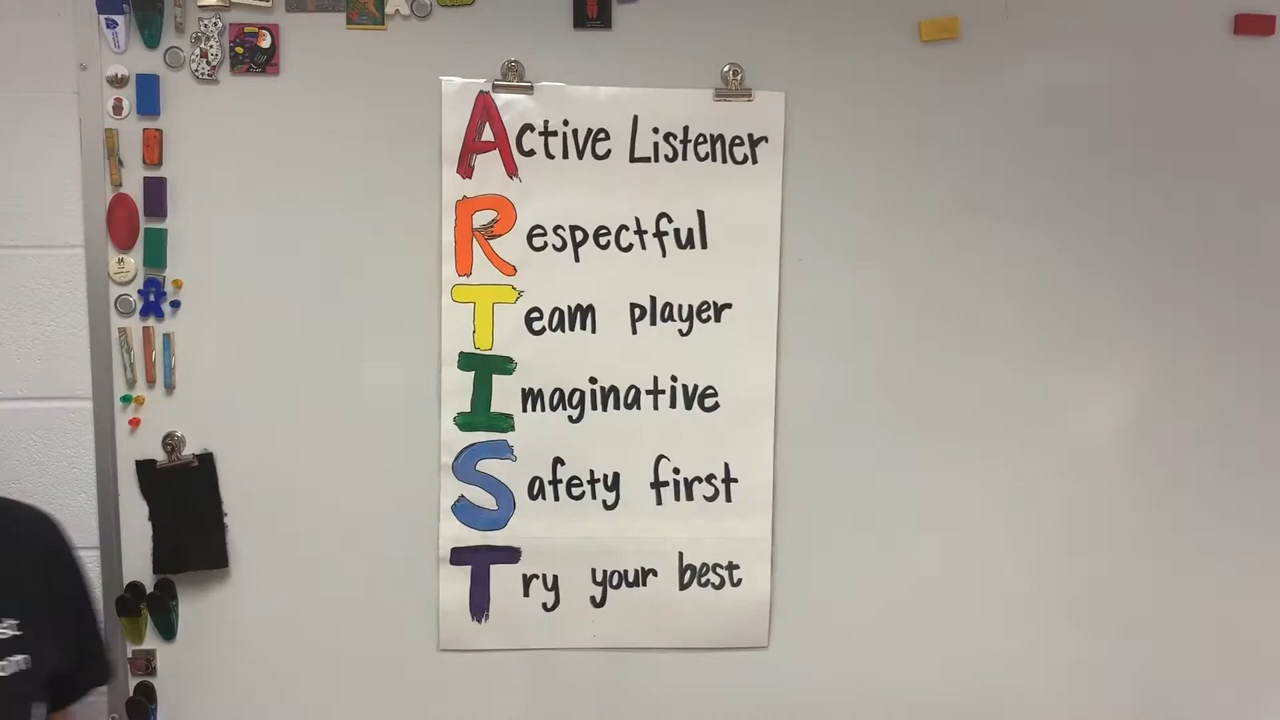 Active Listener
Respectful
Team player
Imaginative
Safety first
Try your best